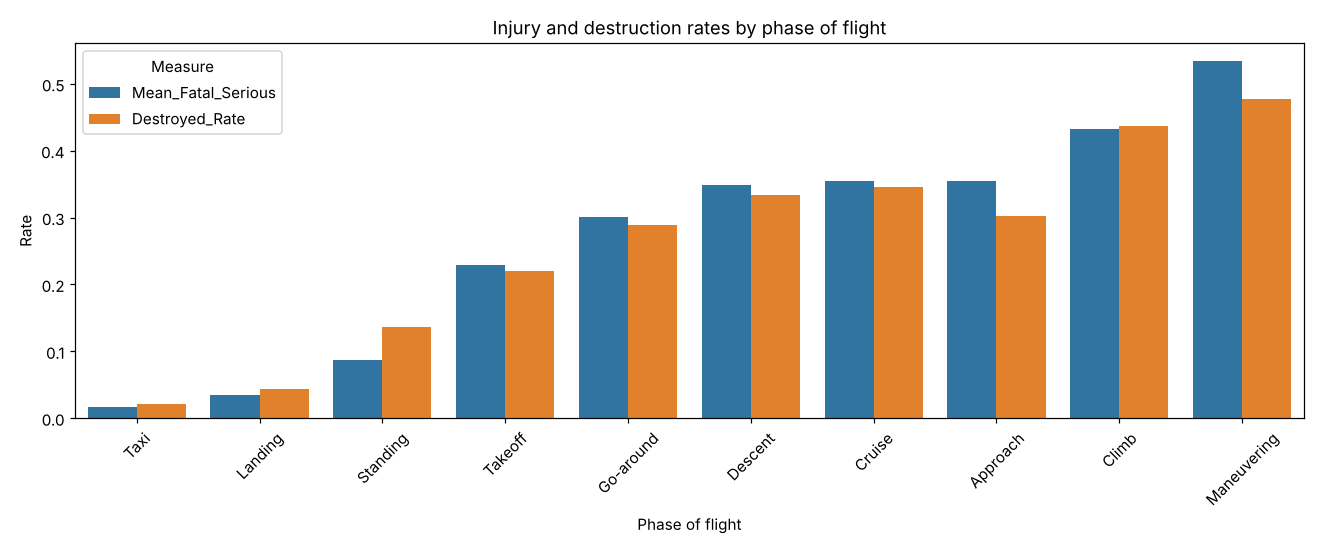 Injury and destruction rates by phase of flight
Measure
Mean_Fatal_Serious
Destroyed_Rate
Rate
0.5
0.4
0.3
0.2
0.1
0.0
Taxi
Landing
Standing
Takeoff
Go-around
Descent
Cruise
Approach
Climb
Maneuvering
Phase of flight